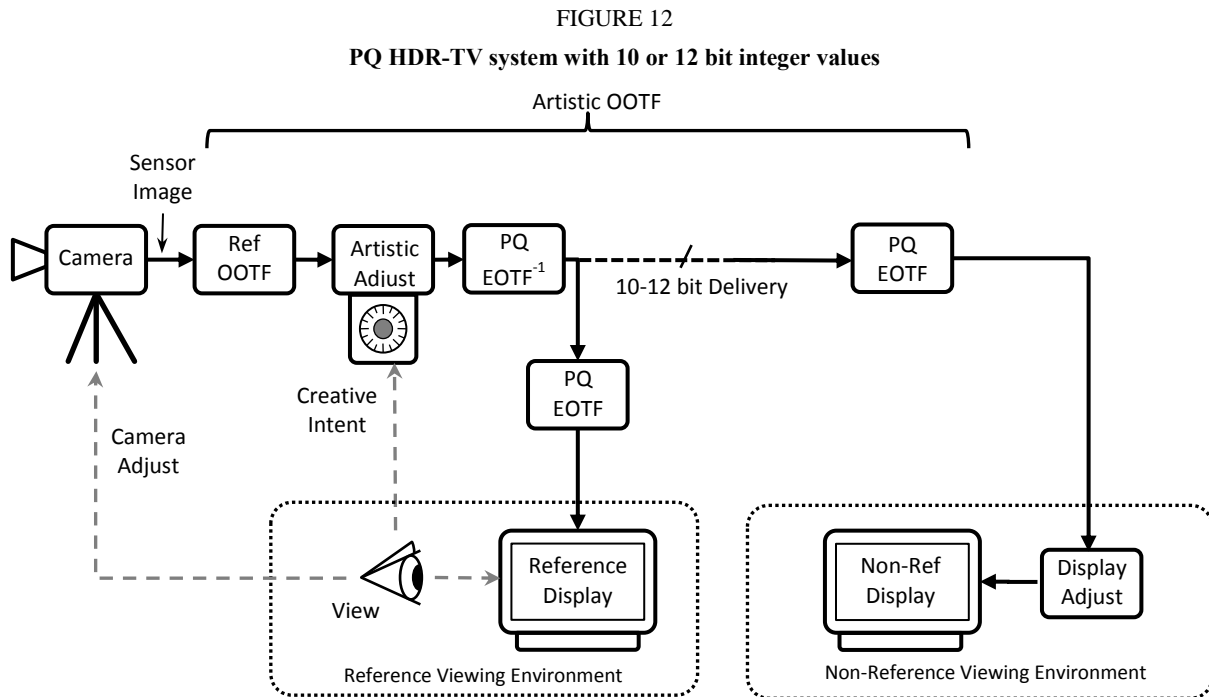 FIGURE 12
PQ HDR-TV system with 10 or 12 bit integer values
Artistic OOTF
Sensor
Image
Camera
Ref
OOTF
Artistic
Adjust
PQ
EOTF-1
10-12 bit Delivery
PQ
EOTF
PQ
EOTF
Creative
Intent
Camera
Adjust
View
Reference
Display
Non-Ref
Display
Display
Adjust
Reference Viewing Environment
Non-Reference Viewing Environment